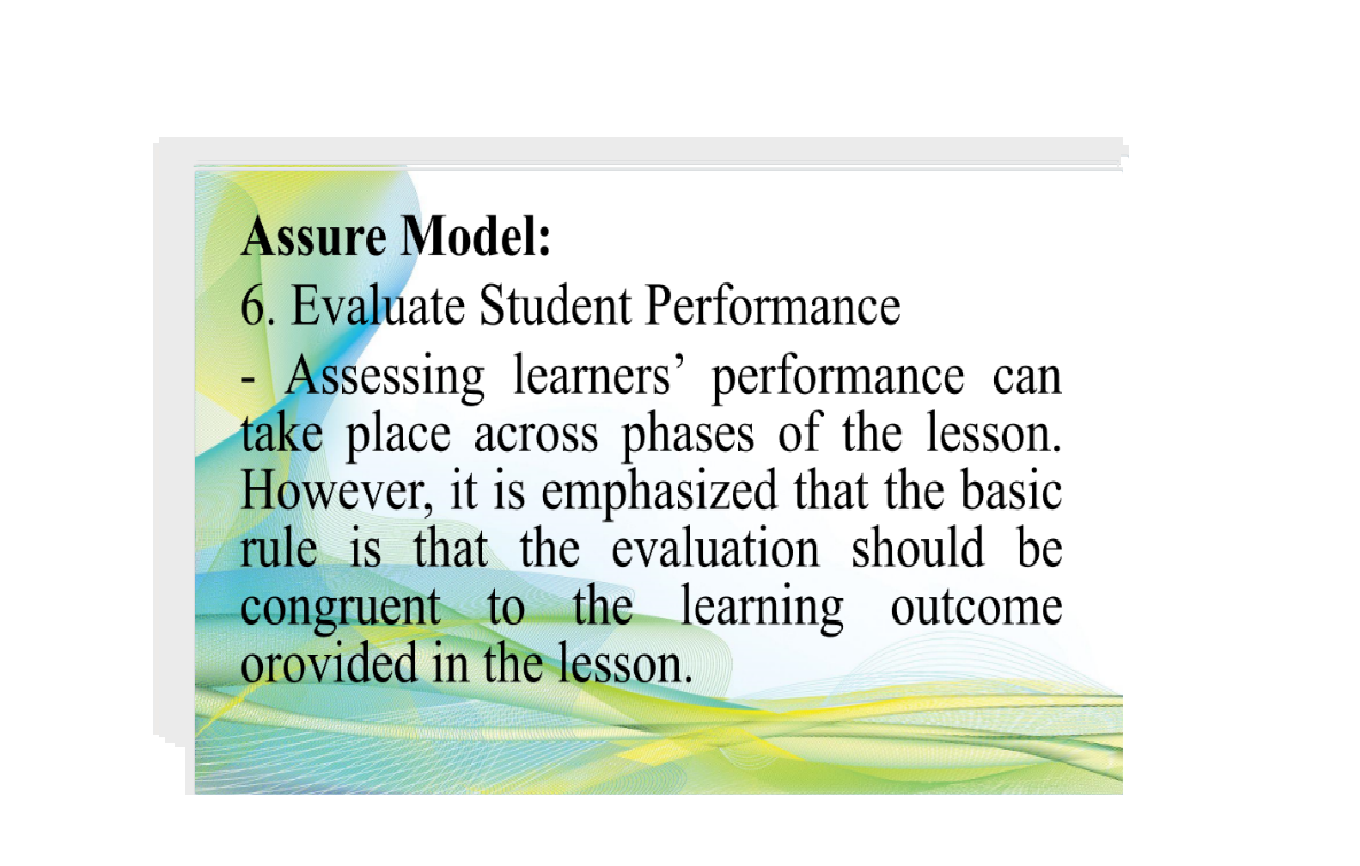 Assure Model:
6. Evaluate Student Performance
- Assessing learners’ performance can
take place across phases of the lesson.
However, it is emphasized that the basic
rule is that the evaluation should be
congruent to the learning outcome
orovided in the lesson.